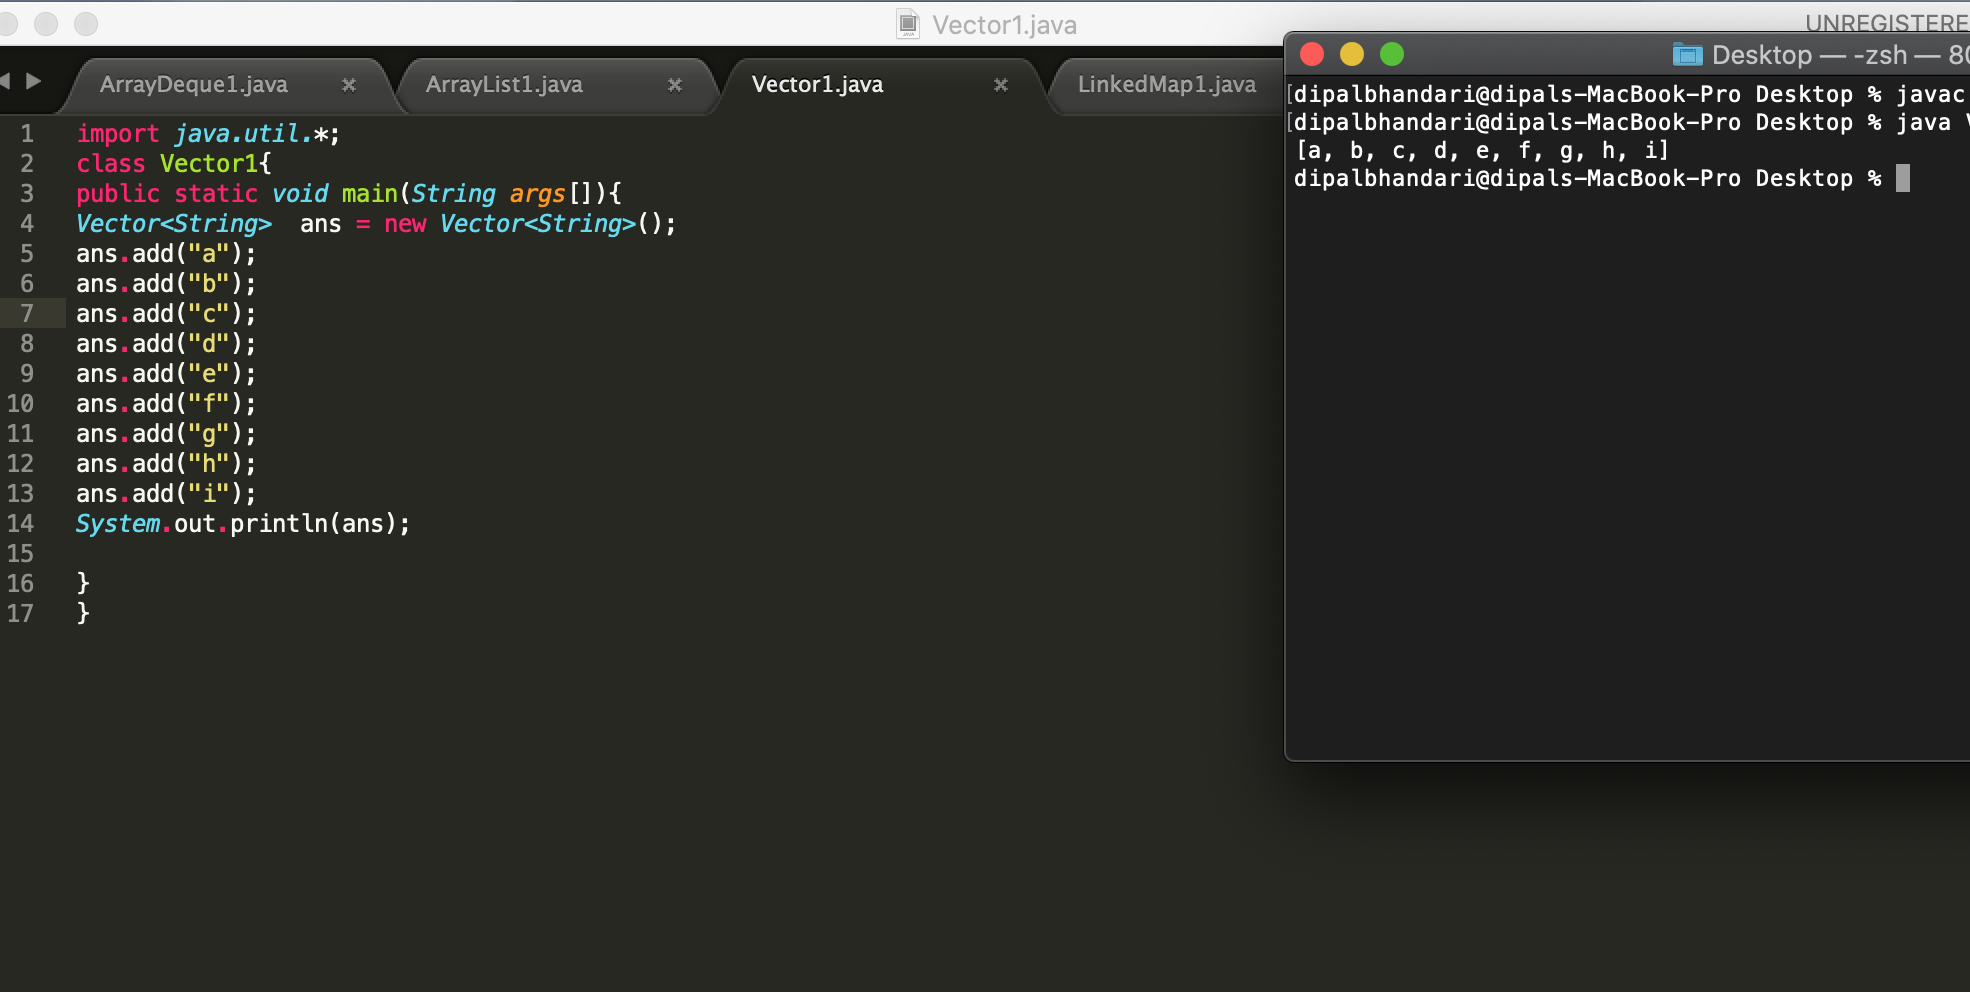 Vector1.java
UNREGISTERE
ArrayDeque1.java
ArrayList1.java
Vector1.java
LinkedMap1.java
1 import java.util.*;
2 class Vector1{
3 public static void main(String args[]){
4 Vector<String>  ans = new Vector<String>();
5 ans.add("a");
6 ans.add("b");
7 ans.add("c");
8 ans.add("d");
9 ans.add("e");
10 ans.add("f");
11 ans.add("g");
12 ans.add("h");
13 ans.add("i");
14 System.out.println(ans);
15
16 }
17 }
Desktop — -zsh — 80
[dipalbhandari@dipals-MacBook-Pro Desktop % javac
[dipalbhandari@dipals-MacBook-Pro Desktop % java
[a, b, c, d, e, f, g, h, i]
dipalbhandari@dipals-MacBook-Pro Desktop %